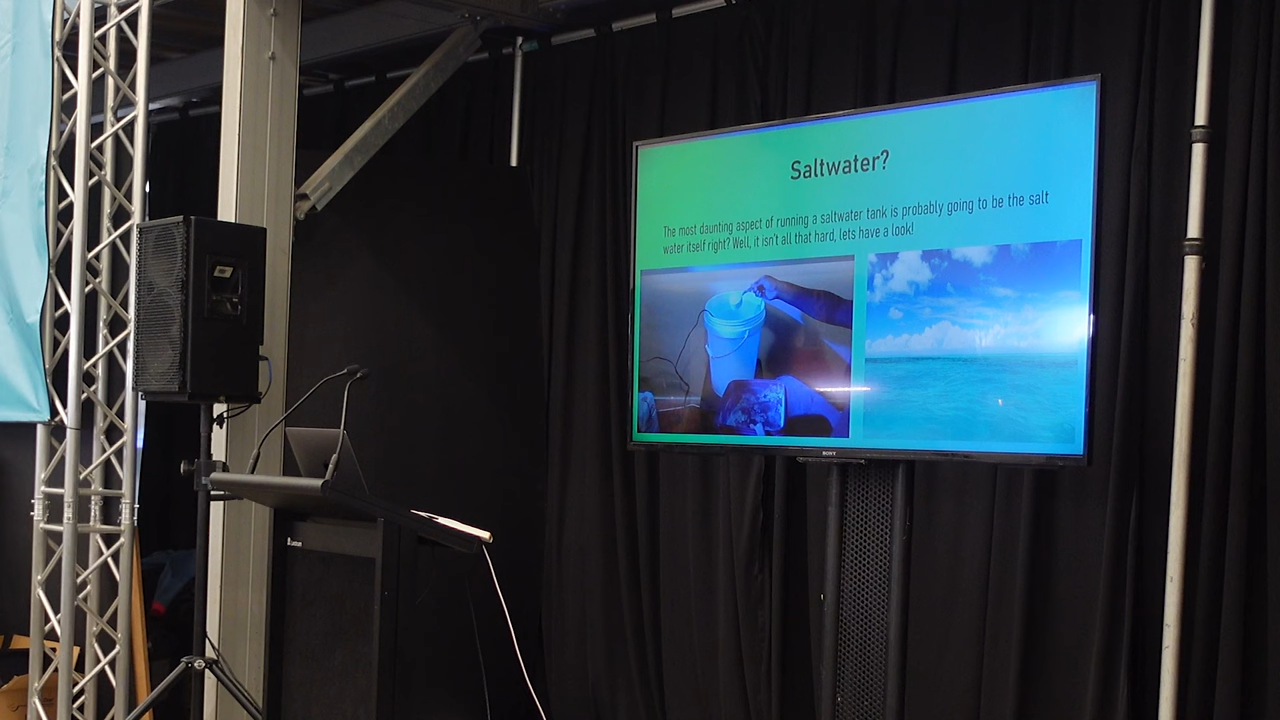 Saltwater?
The most daunting aspect of running a saltwater tank is probably going to be the salt
water itself right? Well, it isn't all that hard, lets have a look!
SONY